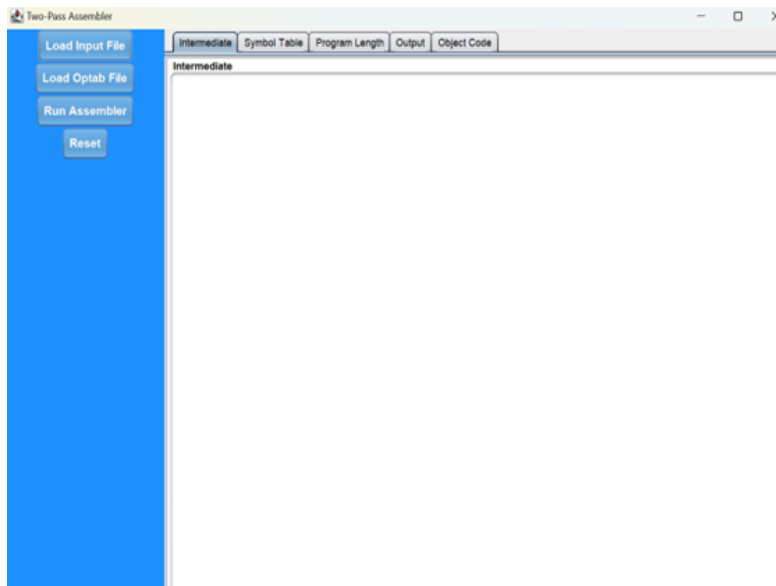 Two-Pass Assembler
Load Input File
Load Optab File
Run Assembler
Reset
Intermediate Symbol Table Program Length Output Object Code
Intermediate